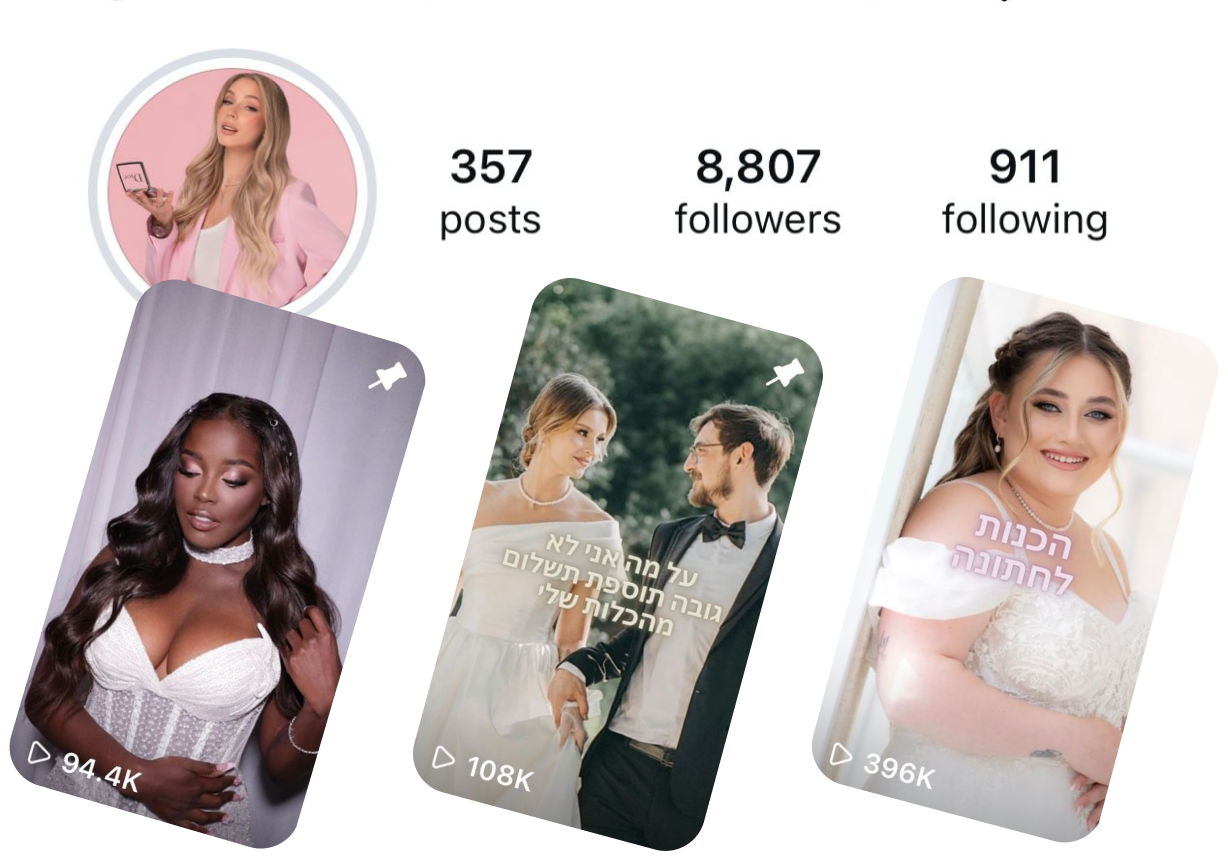 357
posts
8,807
followers
911
following
Dior
94.4K
על מה אני לא
גובה תוספת תשלום
מהכלות שלי
108K
הכנות
לחתונה
396K